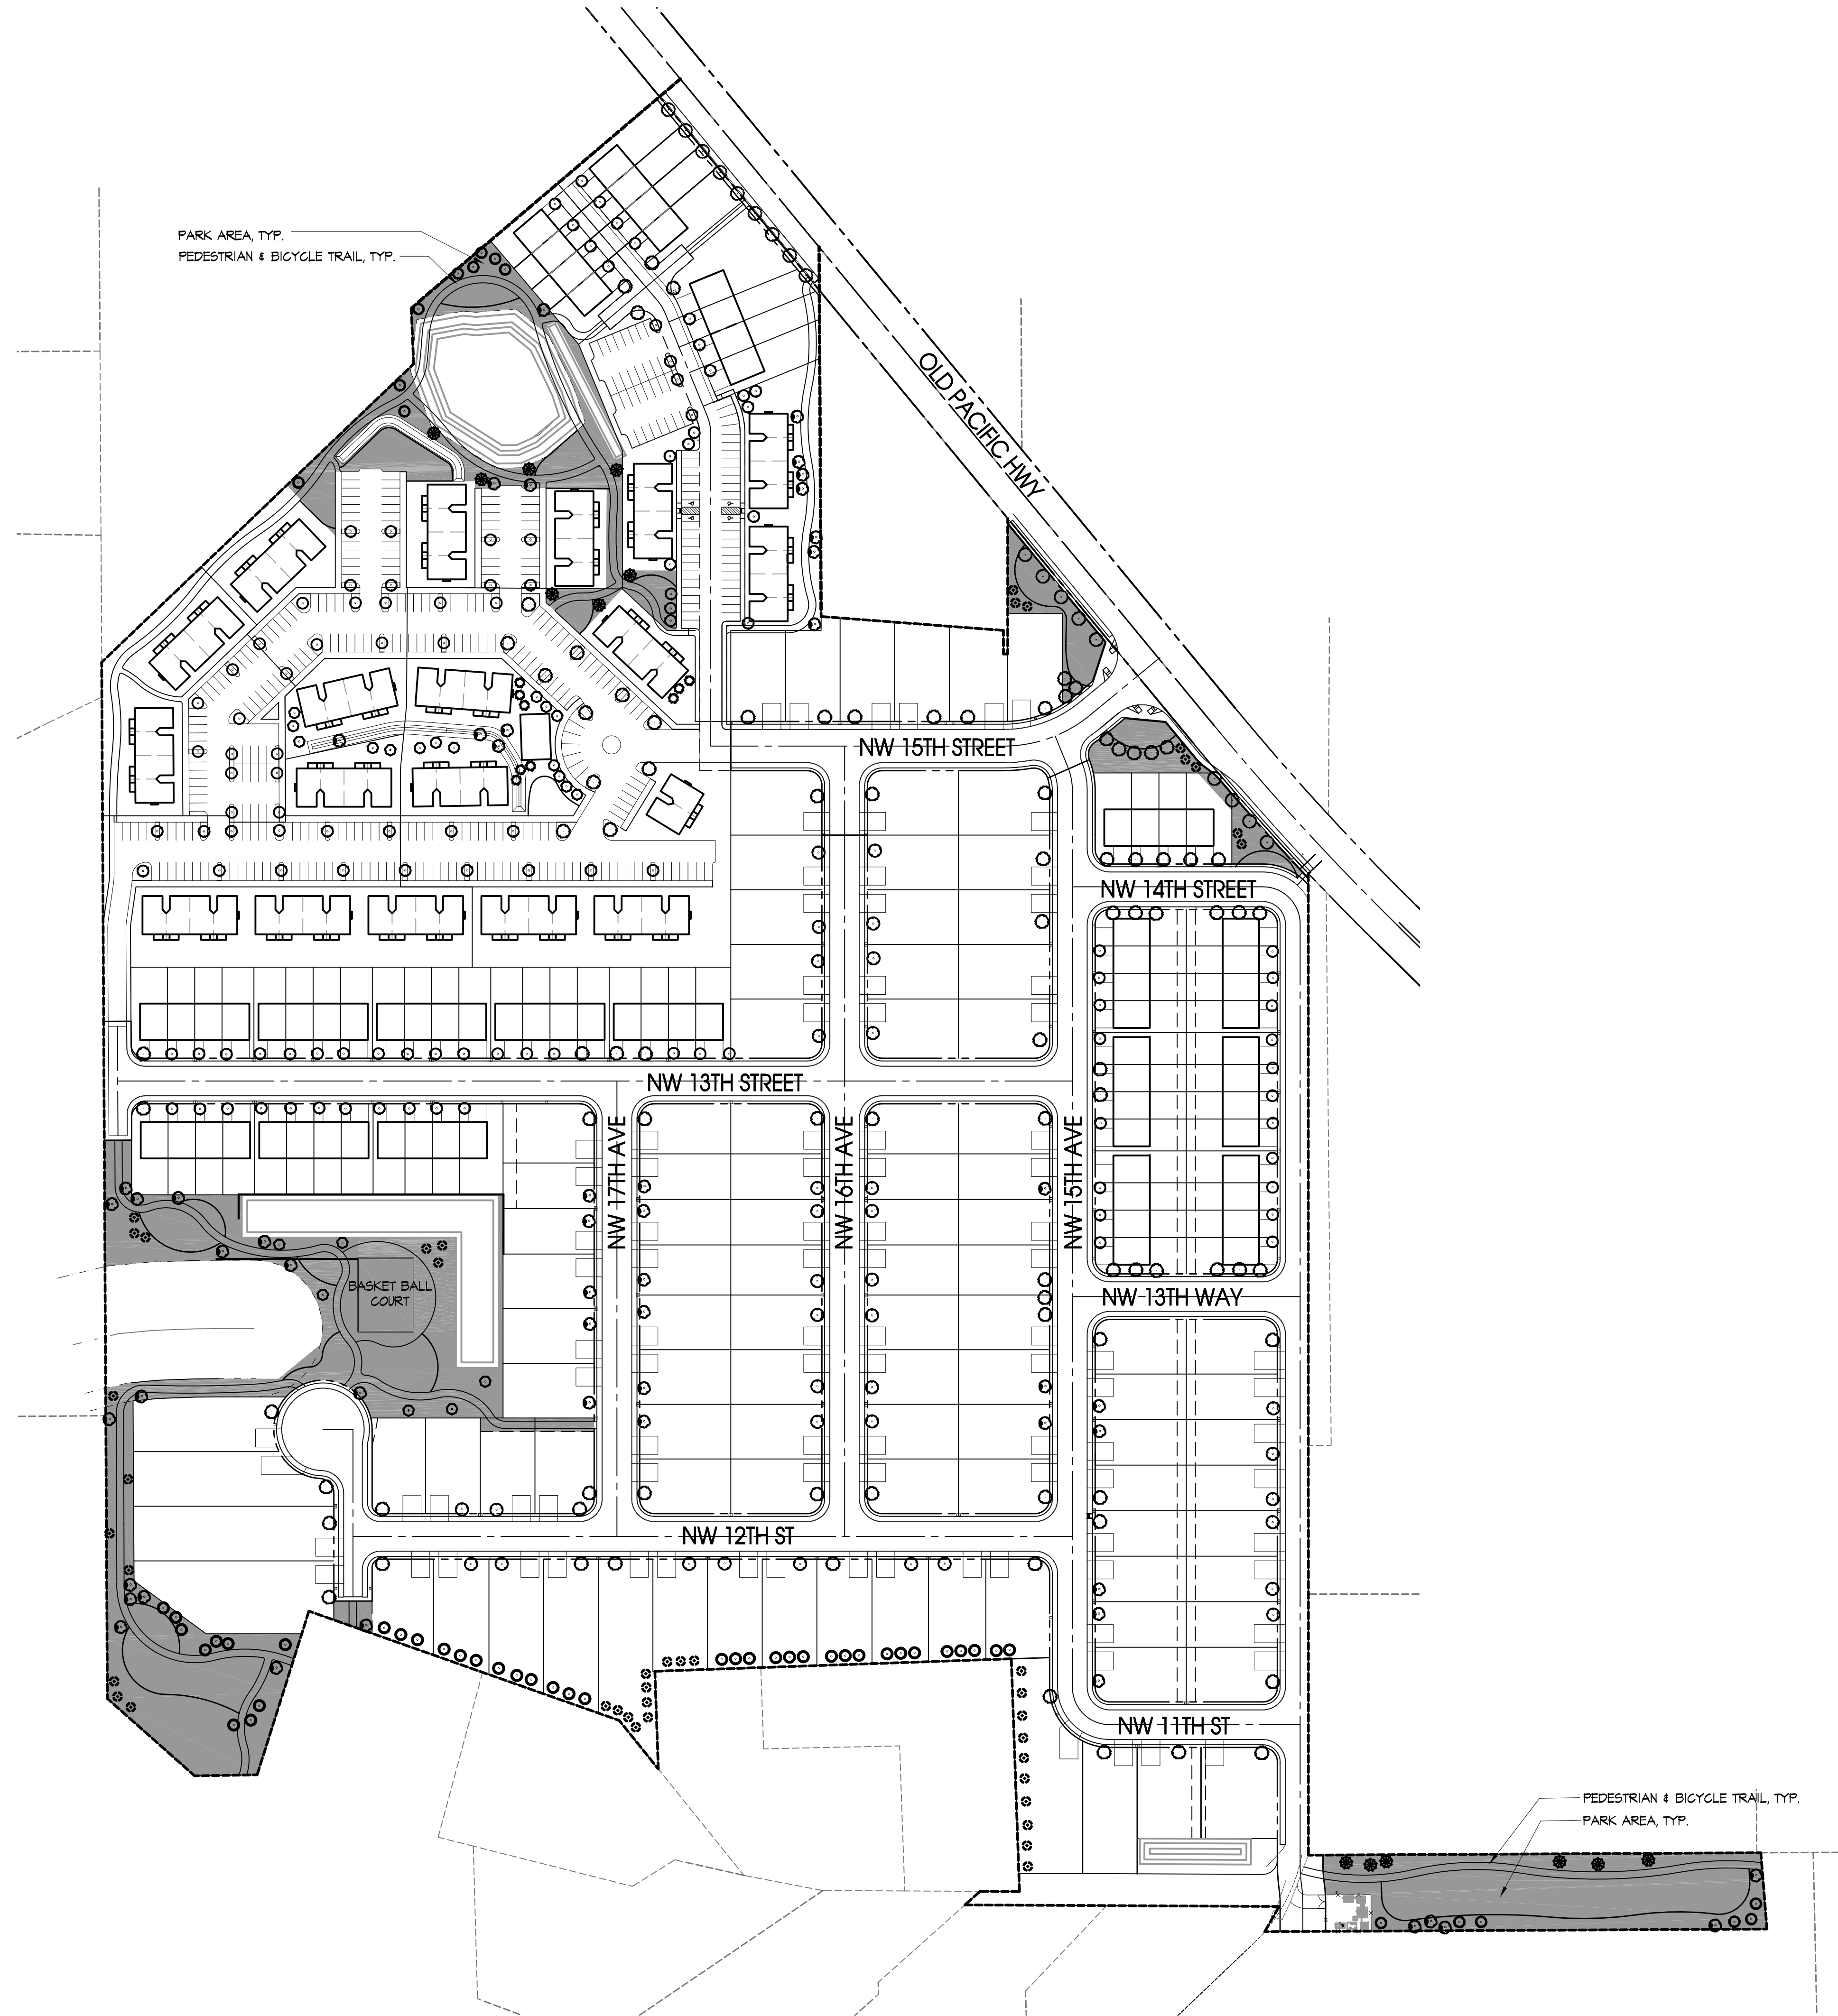 PARK AREA, TYP.
PEDESTRIAN & BICYCLE TRAIL, TYP.
OLD PACIFIC HWY
NW 15TH STREET
NW 14TH STREET
NW 13TH STREET
NW 17TH AVE
NW 16TH AVE
NW 15TH AVE
BASKET BALL
COURT
NW 13TH WAY
NW 12TH ST
NW 11TH ST
PEDESTRIAN & BICYCLE TRAIL, TYP.
PARK AREA, TYP.